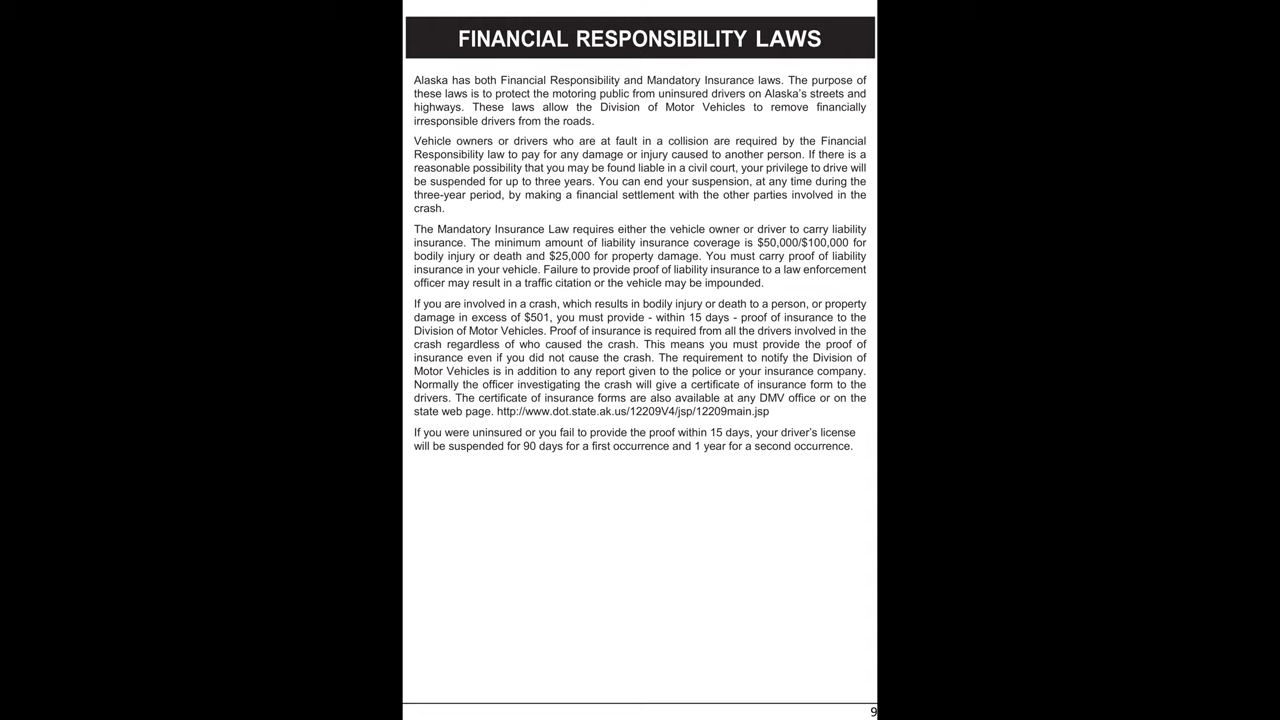 FINANCIAL RESPONSIBILITY LAWS
Alaska has both Financial Responsibility and Mandatory Insurance laws. The purpose of
these laws is to protect the motoring public from uninsured drivers on Alaska's streets and
highways. These laws allow the Division of Motor Vehicles to remove financially
irresponsible drivers from the roads.
Vehicle owners or drivers who are at fault in a collision are required by the Financial
Responsibility law to pay for any damage or injury caused to another person. If there is a
reasonable possibility that you may be found liable in a civil court, your privilege to drive will
be suspended for up to three years. You can end your suspension, at any time during the
three-year period, by making a financial settlement with the other parties involved in the
crash.
The Mandatory Insurance Law requires either the vehicle owner or driver to carry liability
insurance. The minimum amount of liability insurance coverage is $50,000/$100,000 for
bodily injury or death and $25,000 for property damage. You must carry proof of liability
insurance in your vehicle. Failure to provide proof of liability insurance to a law enforcement
officer may result in a traffic citation or the vehicle may be impounded.
If you are involved in a crash, which results in bodily injury or death to a person, or property
damage in excess of $501, you must provide - within 15 days - proof of insurance to the
Division of Motor Vehicles. Proof of insurance is required from all the drivers involved in the
crash regardless of who caused the crash. This means you must provide the proof of
insurance even if you did not cause the crash. The requirement to notify the Division of
Motor Vehicles is in addition to any report given to the police or your insurance company.
Normally the officer investigating the crash will give a certificate of insurance form to the
drivers. The certificate of insurance forms are also available at any DMV office or on the
state web page. http://www.dot.state.ak.us/12209V4/jsp/12209main.jsp
If you were uninsured or you fail to provide the proof within 15 days, your driver's license
will be suspended for 90 days for a first occurrence and 1 year for a second occurrence.
9